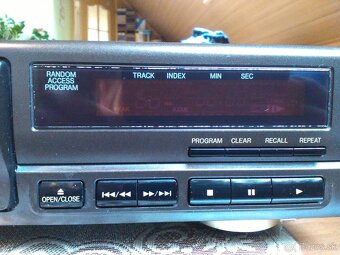 RANDOM
ACCESS
PROGRAM
TRACK INDEX MIN SEC
PROGRAM CLEAR RECALL REPEAT
OPEN/CLOSE